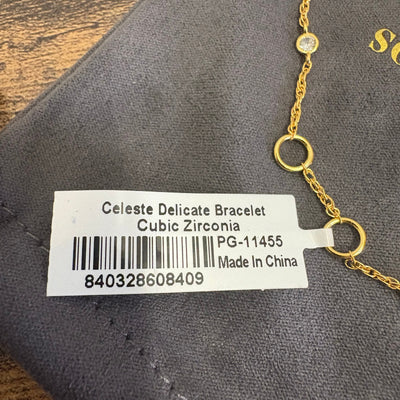 Celeste Delicate Bracelet
Cubic Zirconia
PG-11455
Made In China
840328608409